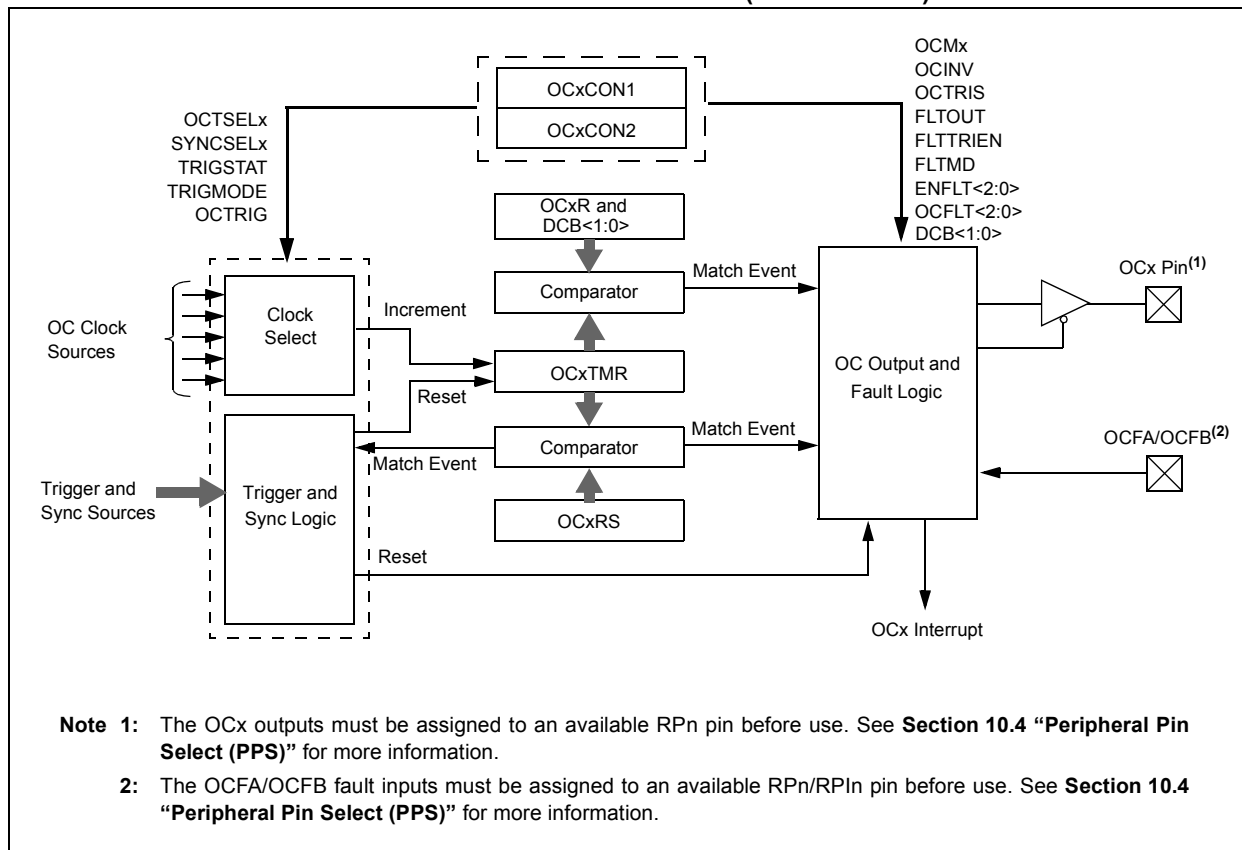 OCxCON1
OCxCON2
OCTSELx
SYNCSELx
TRIGSTAT
TRIGMODE
OCTRIG
OCMx
OCINV
OCTRIS
FLTOUT
FLTTRIEN
FLTMD
ENFLT<2:0>
OCFLT<2:0>
DCB<1:0>
OCxR and
DCB<1:0>
Match Event
Comparator
OCx Pin(1)
OC Clock
Sources
Clock
Select
Increment
OCxTMR
Reset
OC Output and
Fault Logic
Match Event
Comparator
Match Event
OCFA/OCFB(2)
Trigger and
Sync Sources
Trigger and
Sync Logic
OCxRS
Reset
OCx Interrupt
Note 1: The OCx outputs must be assigned to an available RPn pin before use. See Section 10.4 “Peripheral Pin
Select (PPS)” for more information.
2: The OCFA/OCFB fault inputs must be assigned to an available RPn/RPIn pin before use. See Section 10.4
“Peripheral Pin Select (PPS)” for more information.